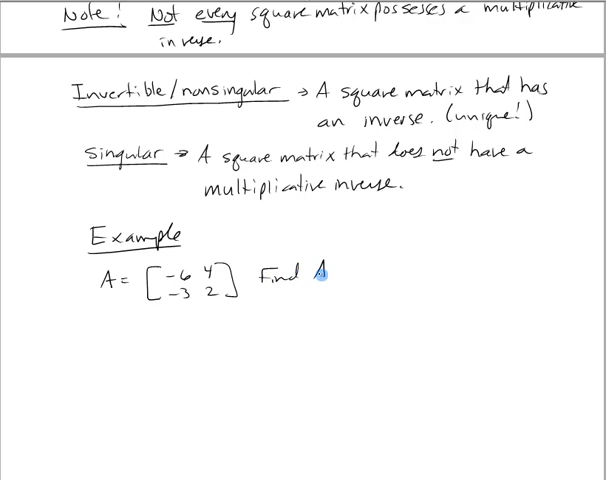 Note! Not every square matrix possesses a multiplicative
inverse.
Invertible/nonsingular → A square matrix that has
an inverse. (unique!)
Singular → A square matrix that does not have a
multiplicative inverse.
Example
A = [-6 4
-3 2] Find A